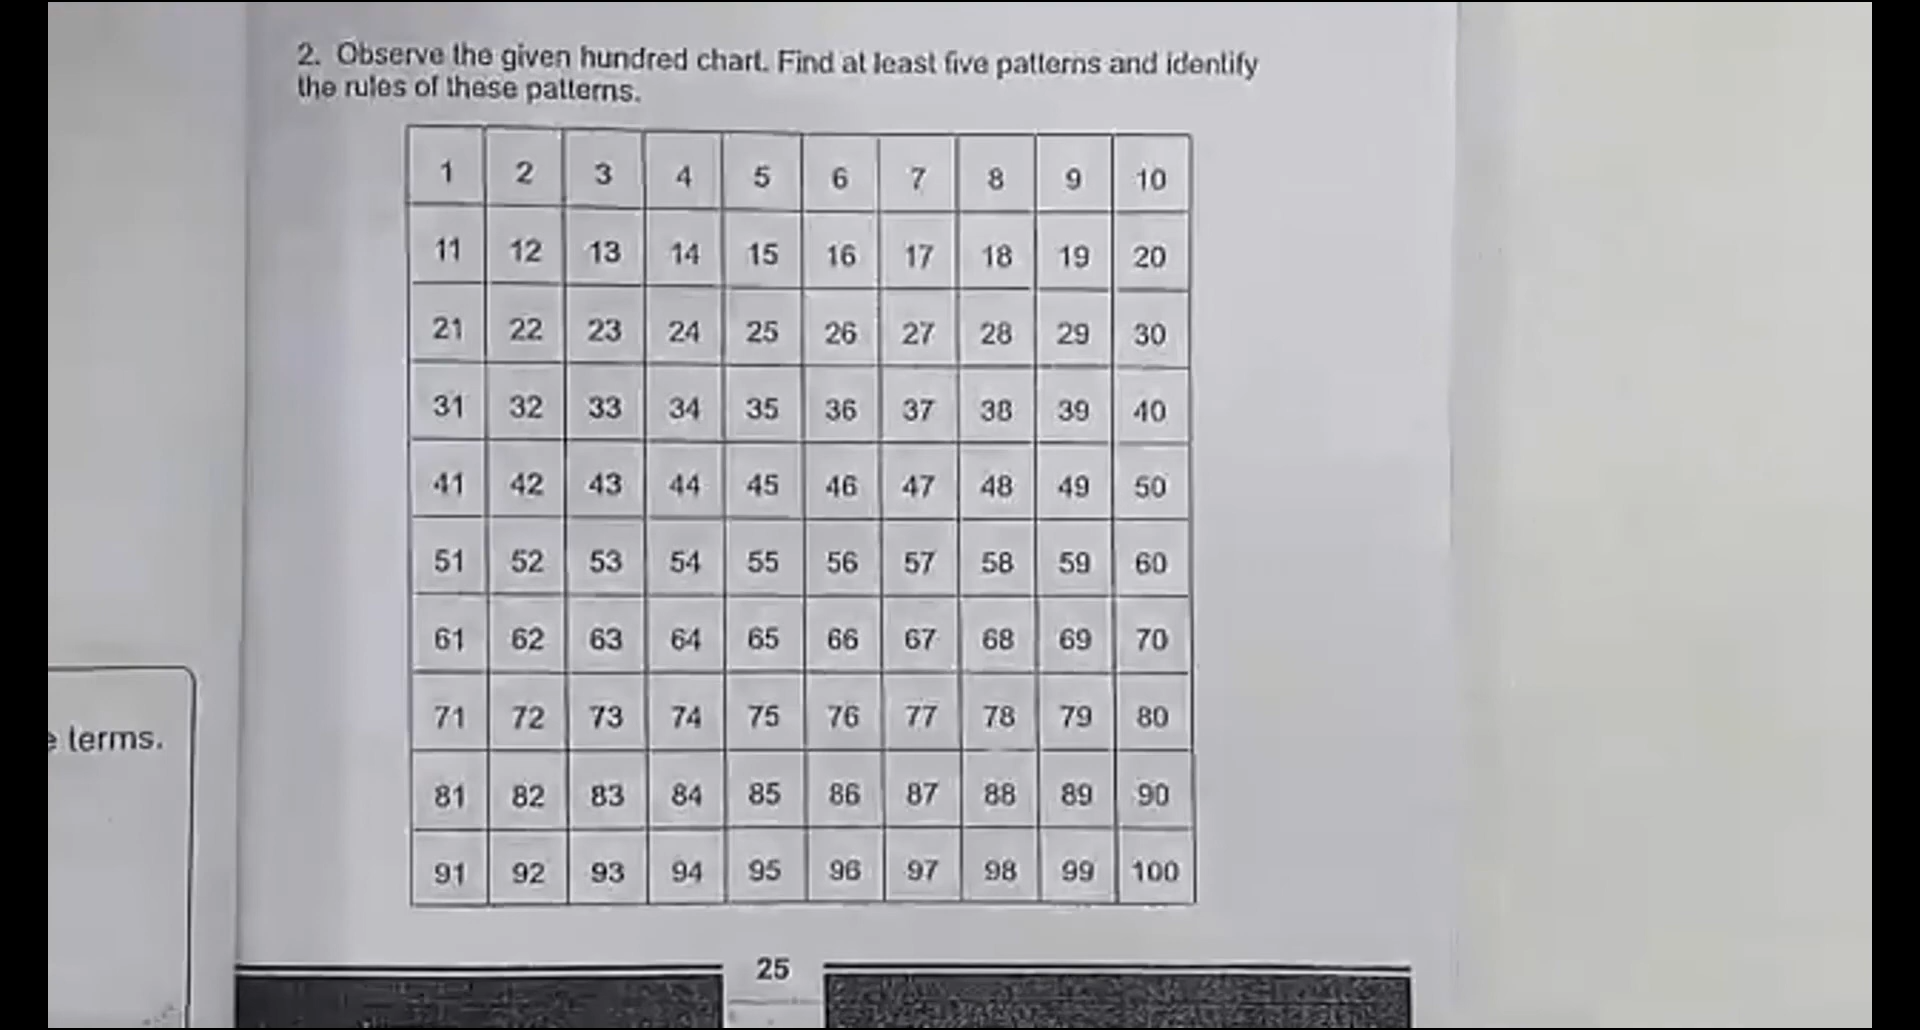 2. Observe the given hundred chart. Find at least five patterns and identify
the rules of these patterns.
1 2 3 4 5 6 7 8 9 10
11 12 13 14 15 16 17 18 19 20
21 22 23 24 25 26 27 28 29 30
31 32 33 34 35 36 37 38 39 40
41 42 43 44 45 46 47 48 49 50
51 52 53 54 55 56 57 58 59 60
61 62 63 64 65 66 67 68 69 70
71 72 73 74 75 76 77 78 79 80
81 82 83 84 85 86 87 88 89 90
91 92 93 94 95 96 97 98 99 100
terms.
25